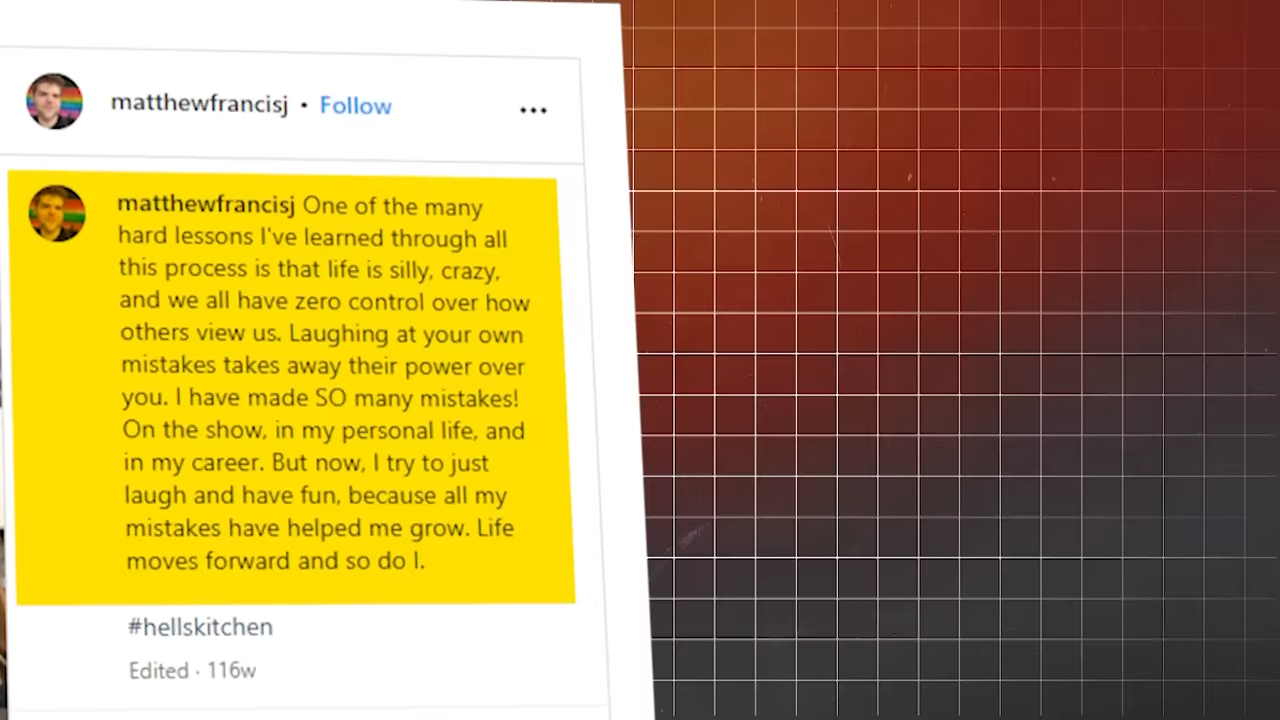 matthewfrancisj • Follow
matthewfrancisj One of the many
hard lessons I've learned through all
this process is that life is silly, crazy,
and we all have zero control over how
others view us. Laughing at your own
mistakes takes away their power over
you. I have made SO many mistakes!
On the show, in my personal life, and
in my career. But now, I try to just
laugh and have fun, because all my
mistakes have helped me grow. Life
moves forward and so do I.
#hellskitchen
Edited · 116w